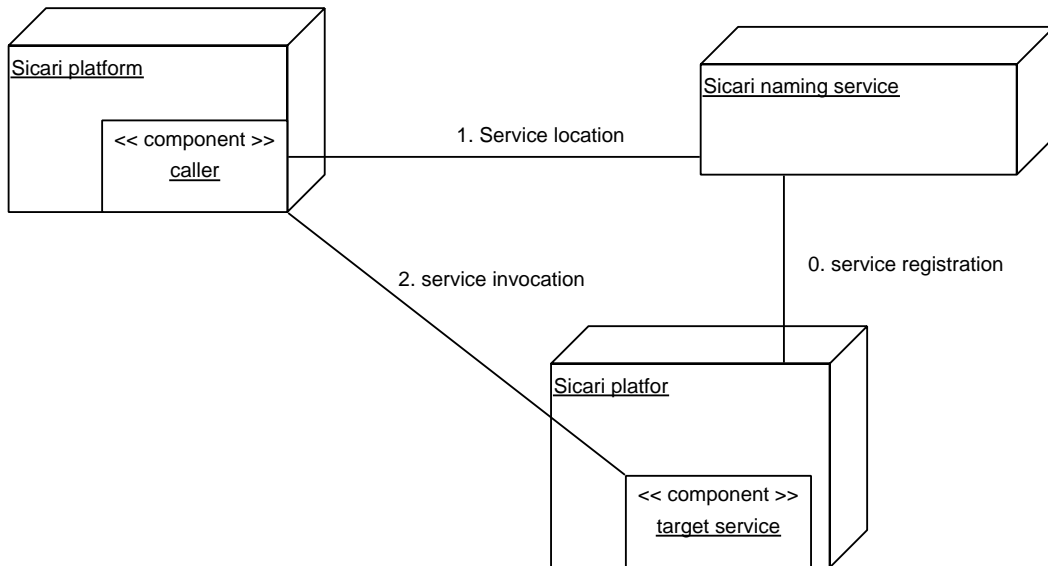 Sicari platform
<< component >>
caller
1. Service location
Sicari naming service
0. service registration
2. service invocation
Sicari platfor
<< component >>
target service